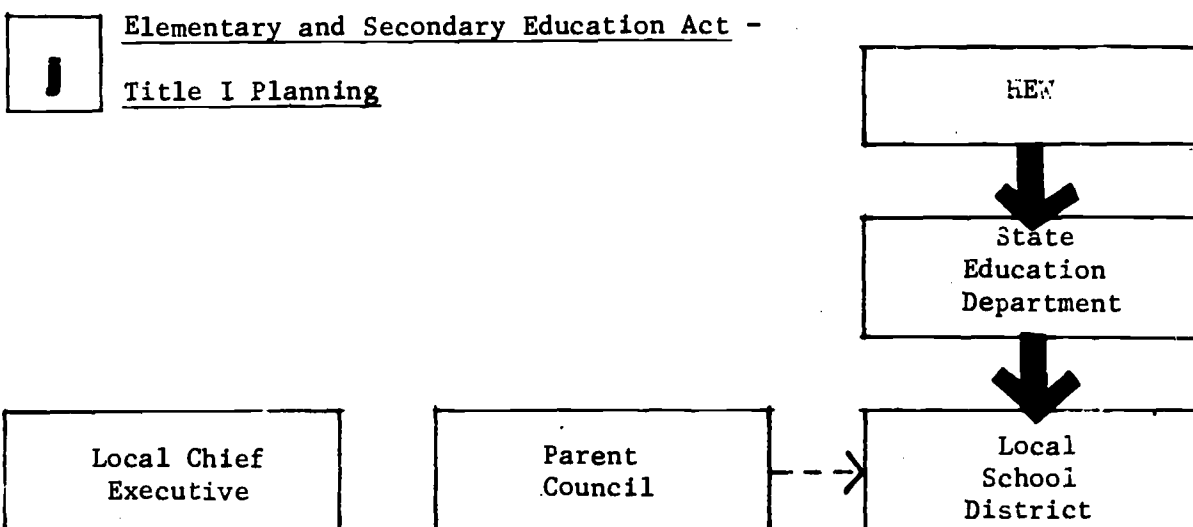 Elementary and Secondary Education Act -
J
Title I Planning
HEW
State
Education
Department
Local Chief
Executive
Parent
Council
Local
School
District